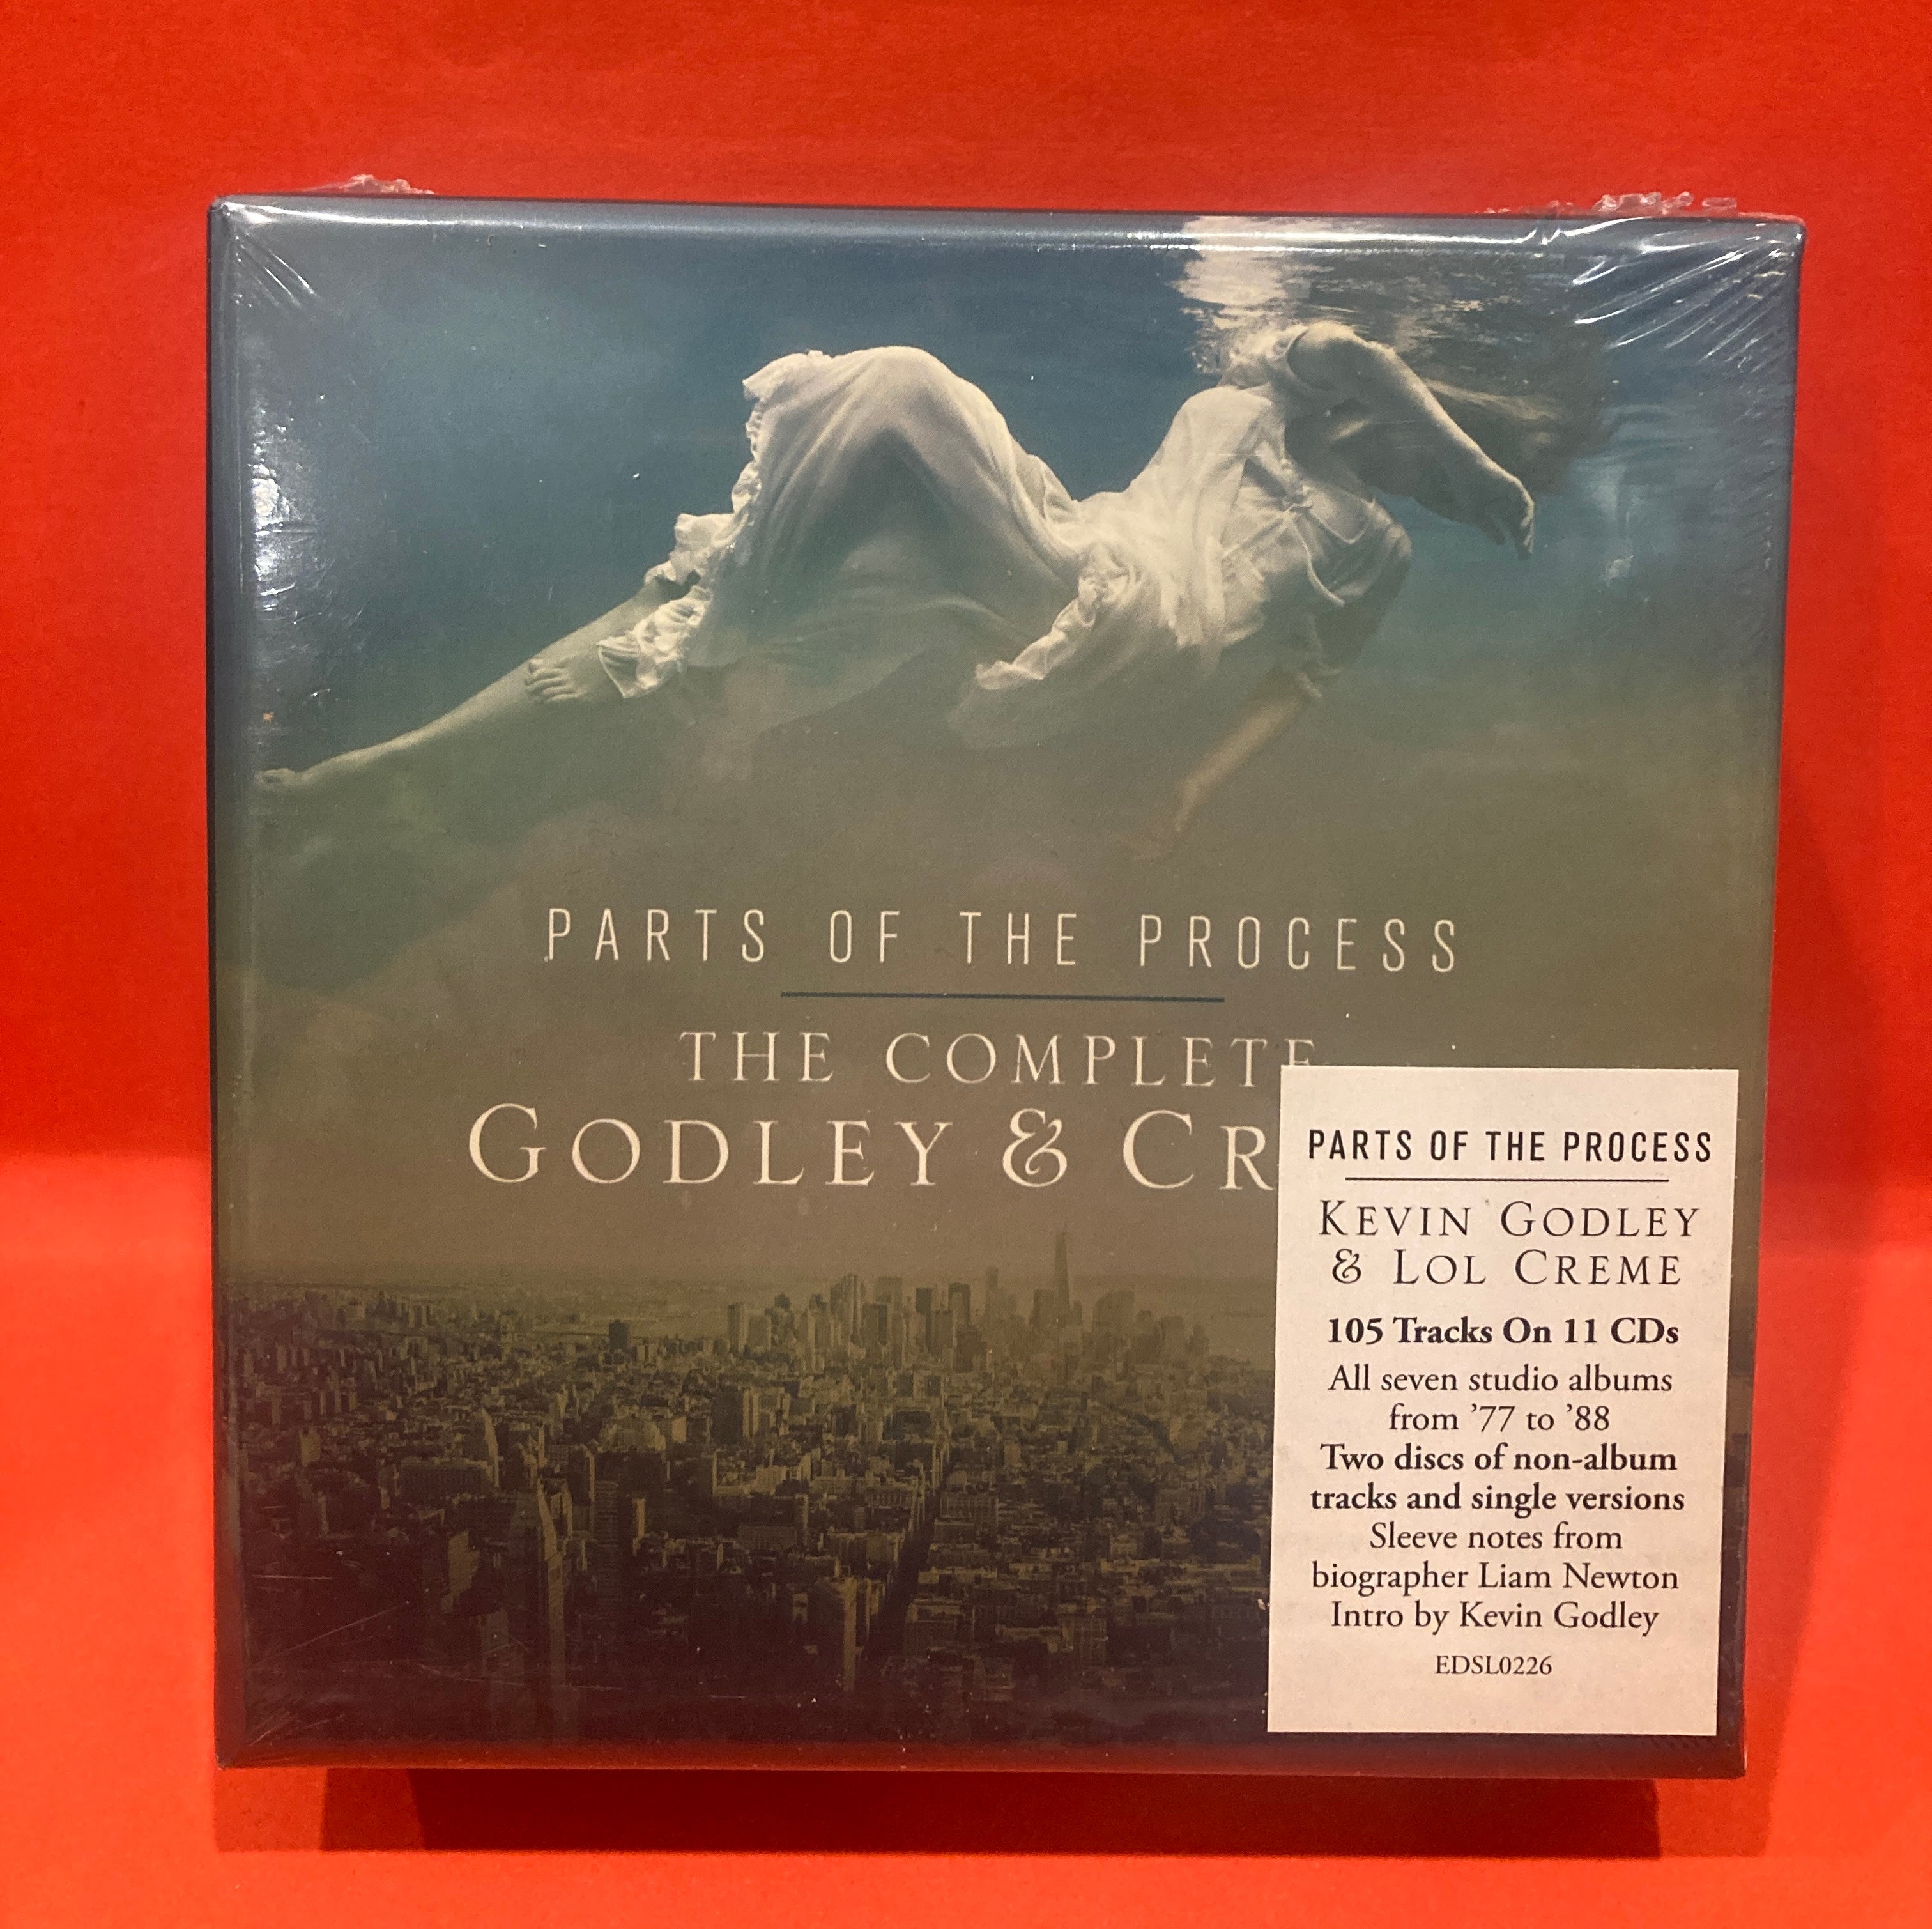 PARTS OF THE PROCESS
THE COMPLETE
GODLEY & CR
PARTS OF THE PROCESS
KEVIN GODLEY
& LOL CREME
105 Tracks On 11 CDs
All seven studio albums
from ’77 to ’88
Two discs of non-album
tracks and single versions
Sleeve notes from
biographer Liam Newton
Intro by Kevin Godley
EDSL0226